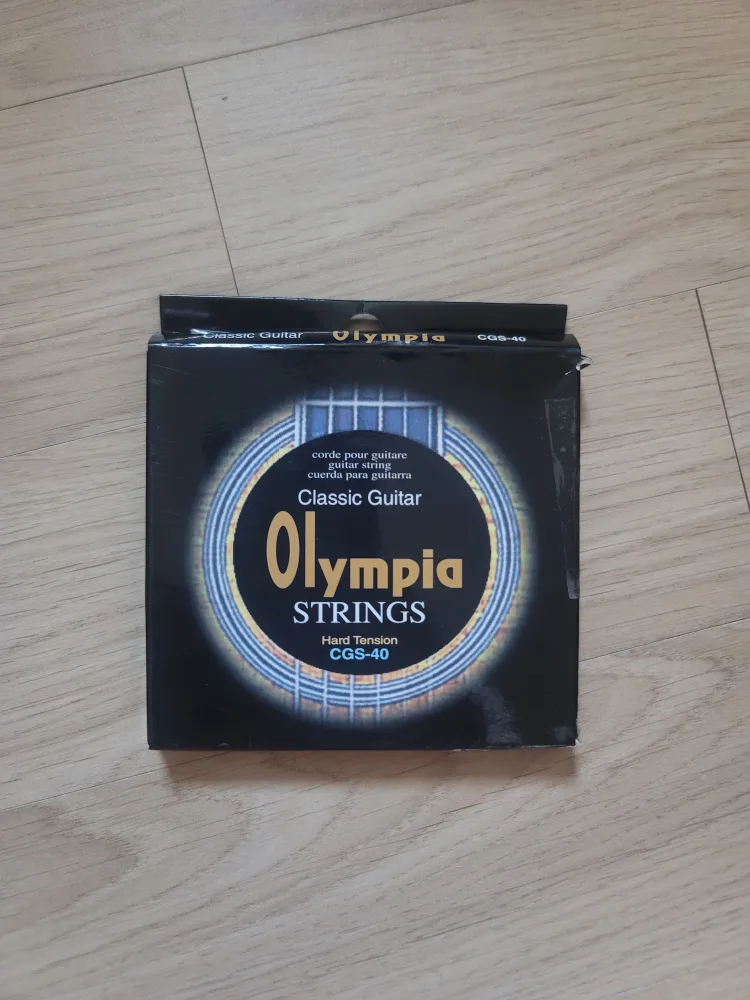 Classic Guitar Olympia CGS-40
corde pour guitare
guitar string
cuerda para guitarra
Classic Guitar
Olympia
STRINGS
Hard Tension
CGS-40